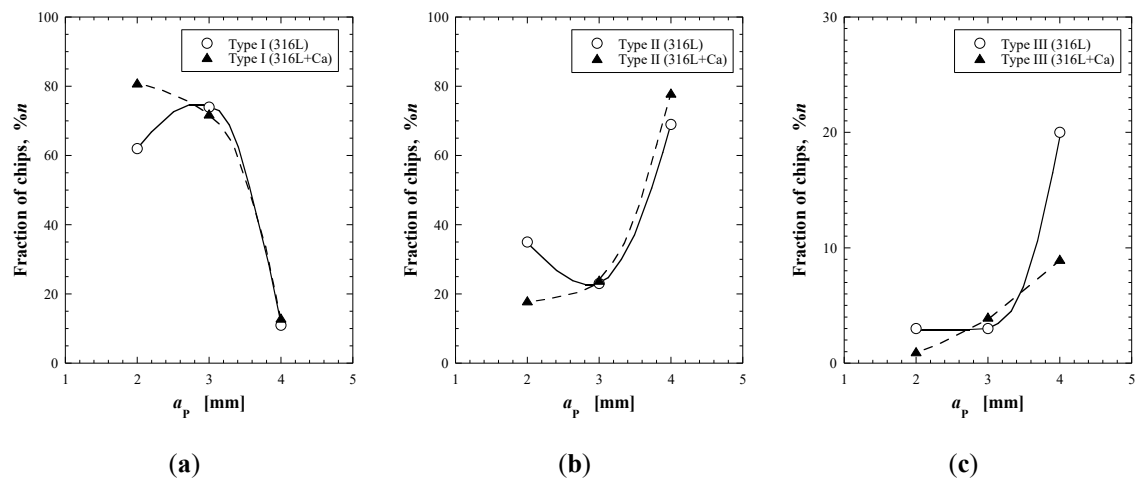 100
80
60
40
20
0
Fraction of chips, %n
Type I (316L)
Type I (316L+Ca)
1 2 3 4 5
aP [mm]
(a)
100
80
60
40
20
0
Fraction of chips, %n
Type II (316L)
Type II (316L+Ca)
1 2 3 4 5
aP [mm]
(b)
30
20
10
0
Fraction of chips, %n
Type III (316L)
Type III (316L+Ca)
1 2 3 4 5
aP [mm]
(c)